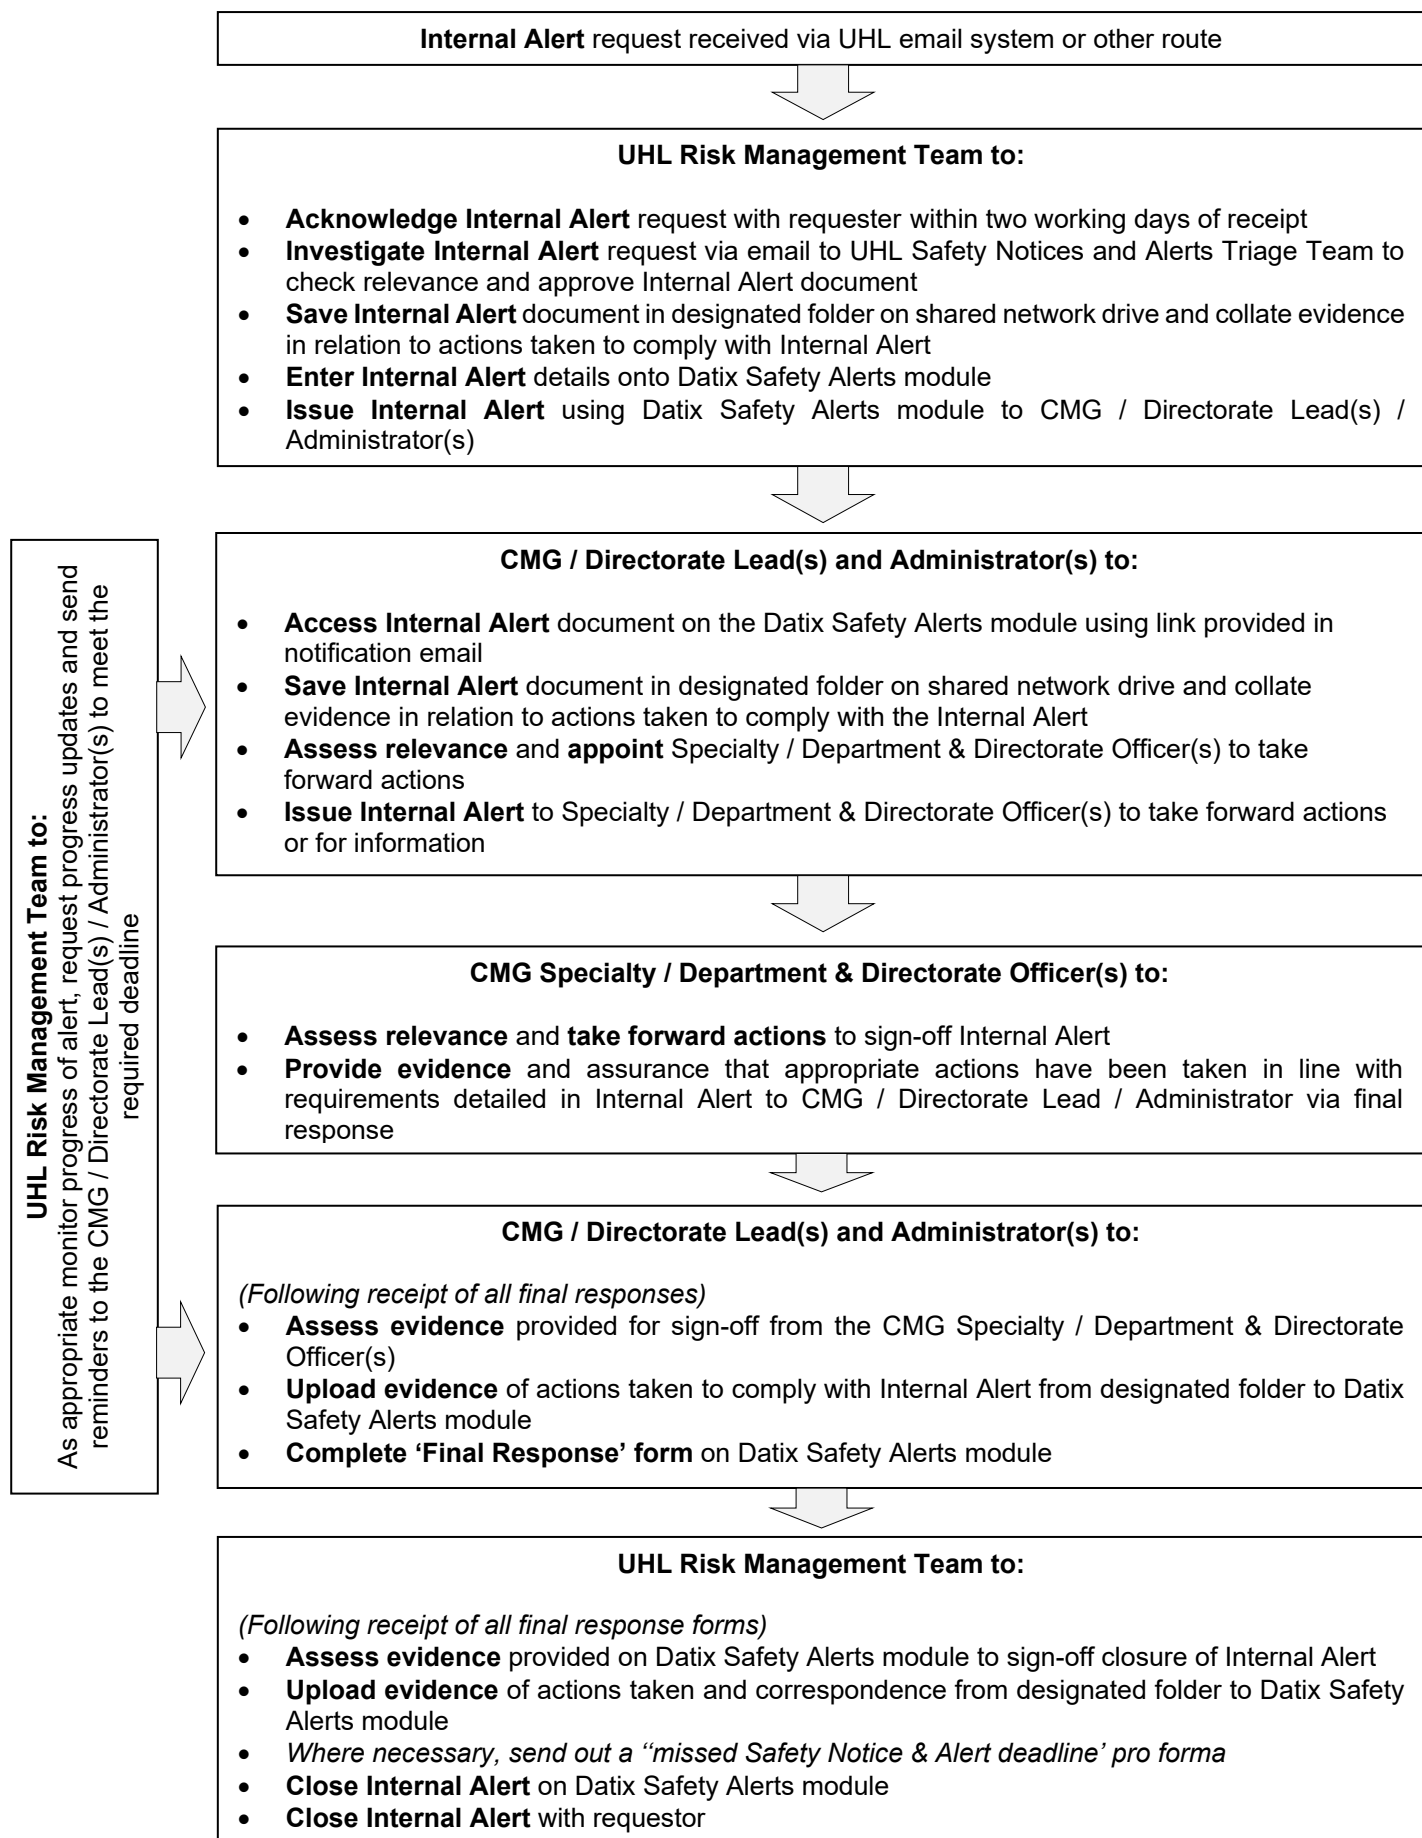 Internal Alert request received via UHL email system or other route
UHL Risk Management Team to:
• Acknowledge Internal Alert request with requester within two working days of receipt
• Investigate Internal Alert request via email to UHL Safety Notices and Alerts Triage Team to
check relevance and approve Internal Alert document
• Save Internal Alert document in designated folder on shared network drive and collate evidence
in relation to actions taken to comply with Internal Alert
• Enter Internal Alert details onto Datix Safety Alerts module
• Issue Internal Alert using Datix Safety Alerts module to CMG / Directorate Lead(s) /
Administrator(s)
UHL Risk Management Team to:
As appropriate monitor progress of alert, request progress updates and send
reminders to the CMG / Directorate Lead(s) / Administrator(s) to meet the
required deadline
CMG / Directorate Lead(s) and Administrator(s) to:
• Access Internal Alert document on the Datix Safety Alerts module using link provided in
notification email
• Save Internal Alert document in designated folder on shared network drive and collate
evidence in relation to actions taken to comply with the Internal Alert
• Assess relevance and appoint Specialty / Department & Directorate Officer(s) to take
forward actions
• Issue Internal Alert to Specialty / Department & Directorate Officer(s) to take forward actions
or for information
CMG Specialty / Department & Directorate Officer(s) to:
• Assess relevance and take forward actions to sign-off Internal Alert
• Provide evidence and assurance that appropriate actions have been taken in line with
requirements detailed in Internal Alert to CMG / Directorate Lead / Administrator via final
response
CMG / Directorate Lead(s) and Administrator(s) to:
(Following receipt of all final responses)
• Assess evidence provided for sign-off from the CMG Specialty / Department & Directorate
Officer(s)
• Upload evidence of actions taken to comply with Internal Alert from designated folder to Datix
Safety Alerts module
• Complete ‘Final Response’ form on Datix Safety Alerts module
UHL Risk Management Team to:
(Following receipt of all final response forms)
• Assess evidence provided on Datix Safety Alerts module to sign-off closure of Internal Alert
• Upload evidence of actions taken and correspondence from designated folder to Datix Safety
Alerts module
• Where necessary, send out a ‘‘missed Safety Notice & Alert deadline’ pro forma
• Close Internal Alert on Datix Safety Alerts module
• Close Internal Alert with requestor